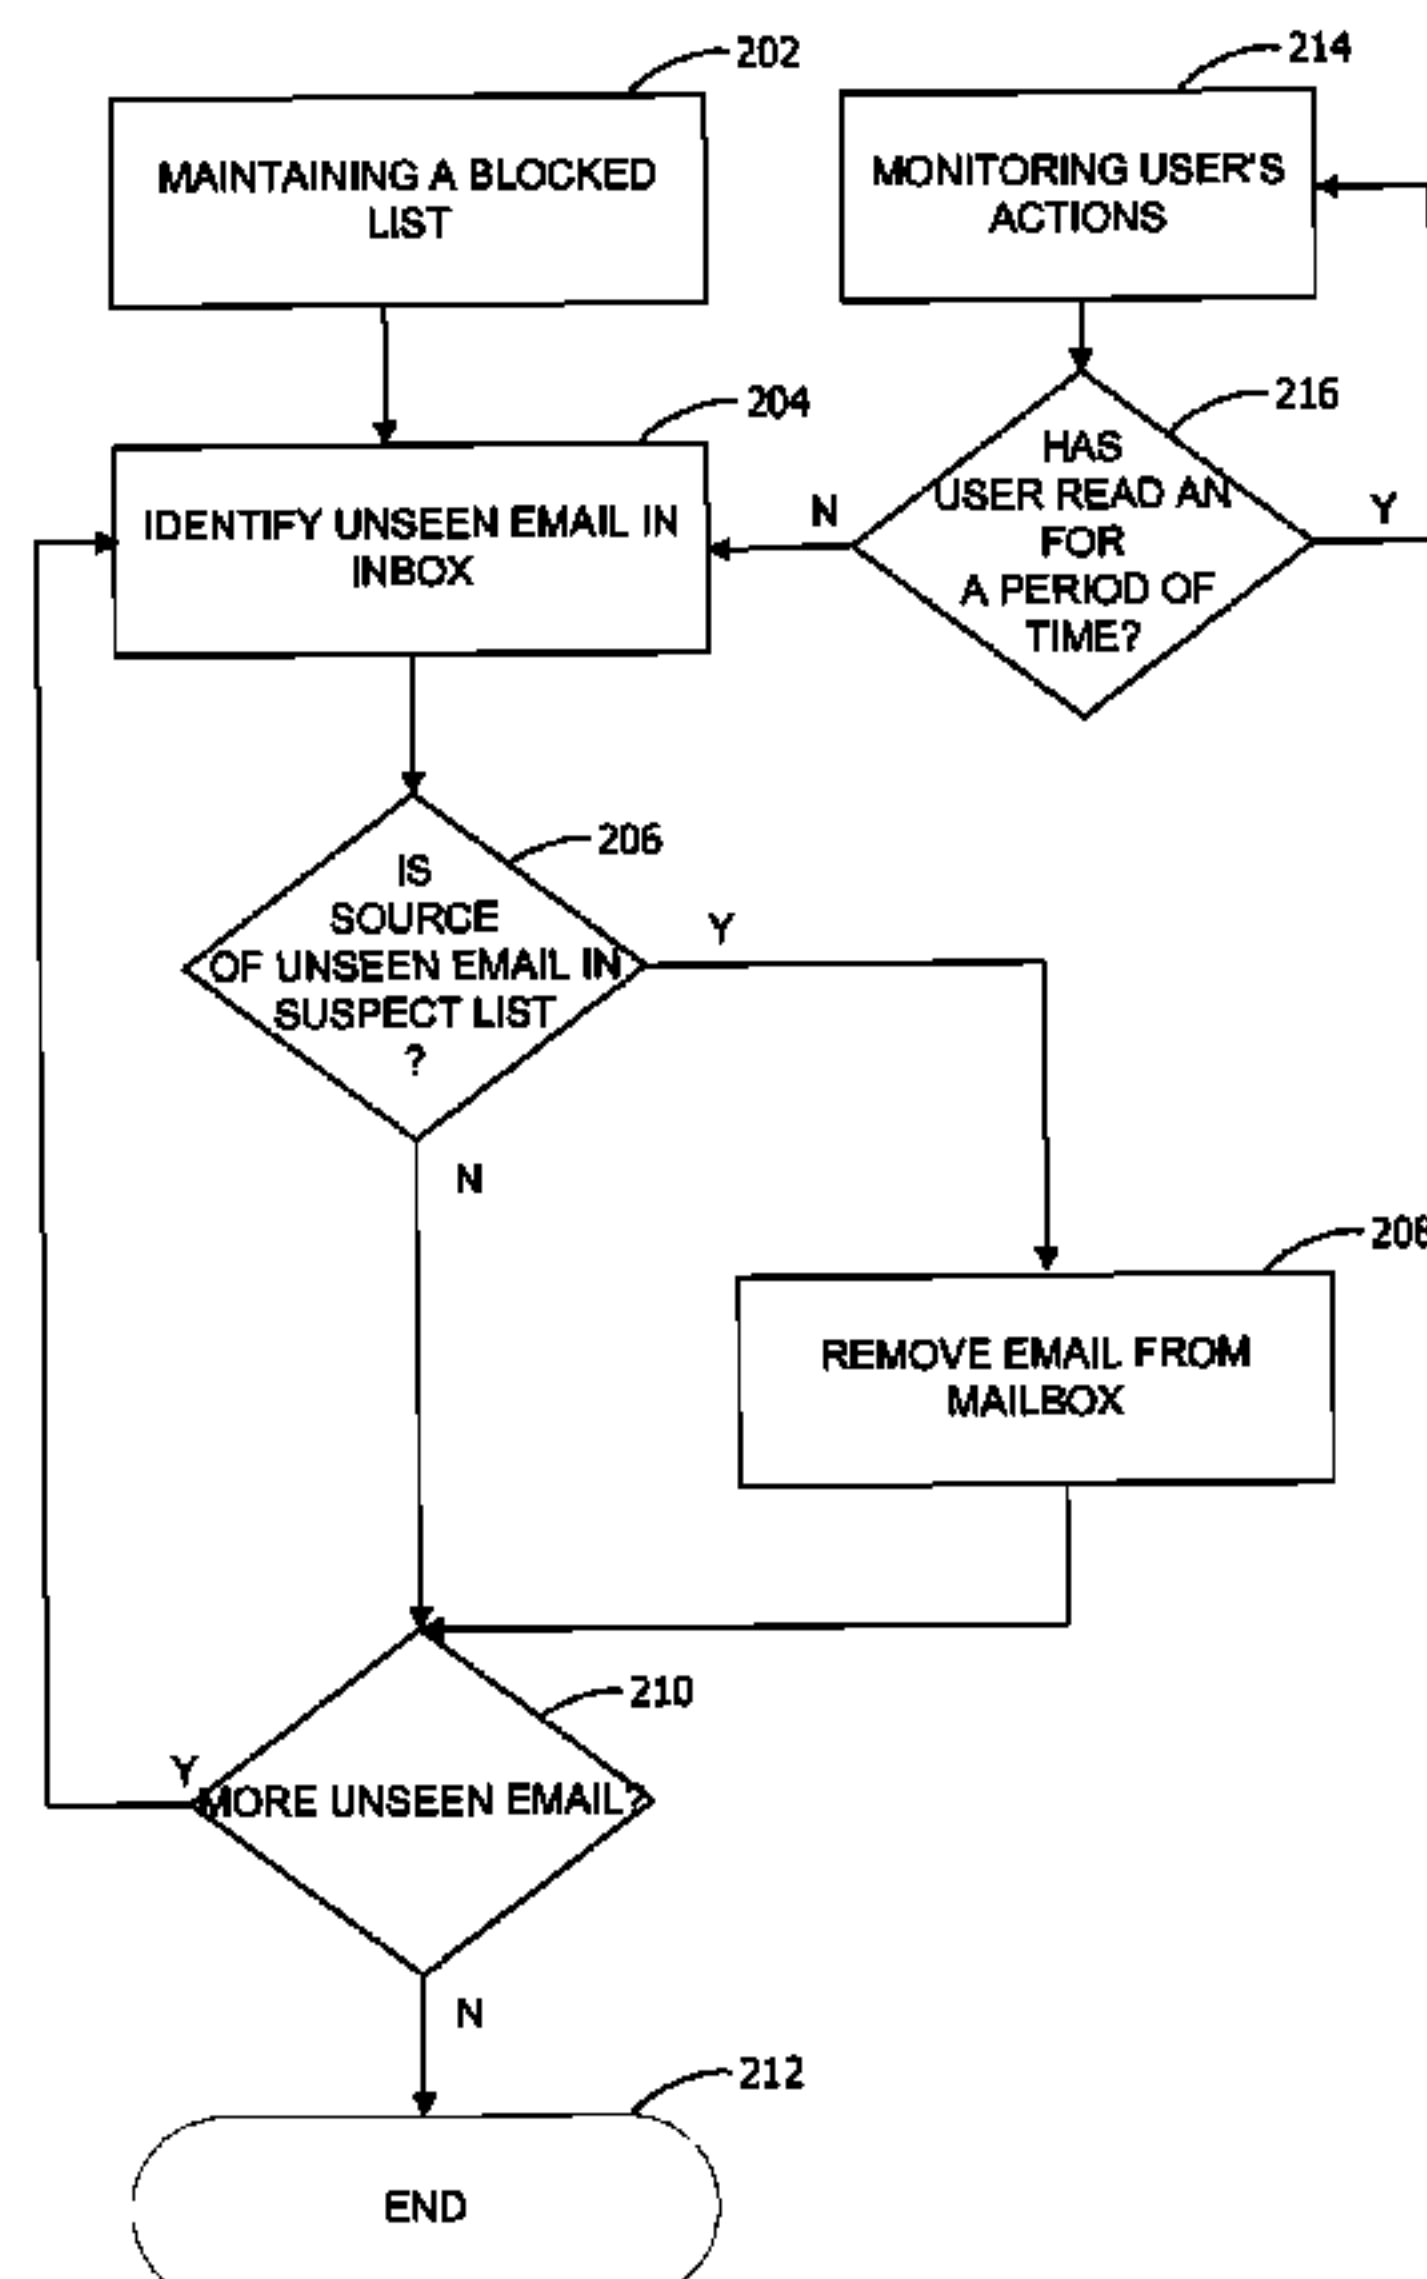 202
MAINTAINING A BLOCKED
LIST
214
MONITORING USER'S
ACTIONS
204
IDENTIFY UNSEEN EMAIL IN
INBOX
216
HAS
USER READ AN
FOR
A PERIOD OF
TIME?
N
Y
206
IS
SOURCE
OF UNSEEN EMAIL IN
SUSPECT LIST
?
Y
N
208
REMOVE EMAIL FROM
MAILBOX
210
MORE UNSEEN EMAIL?
Y
N
212
END